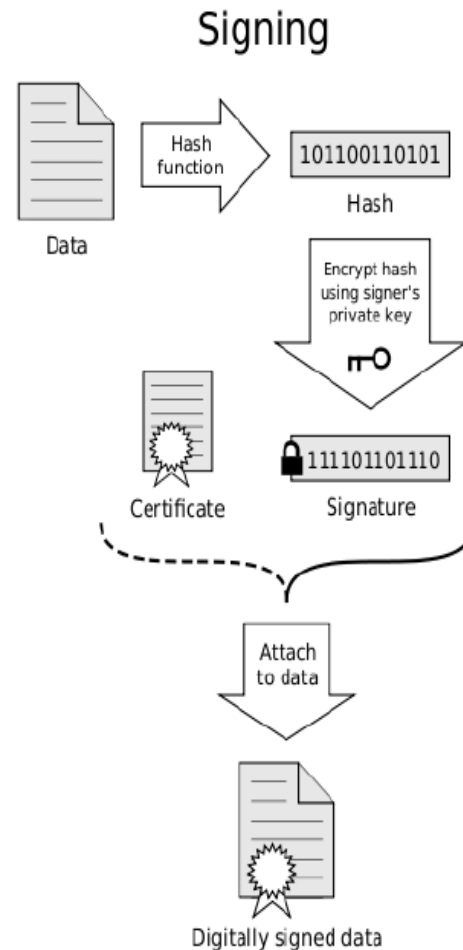 Signing
Hash
function
101100110101
Hash
Data
Encrypt hash
using signer's
private key
111101101110
Certificate
Signature
Attach
to data
Digitally signed data